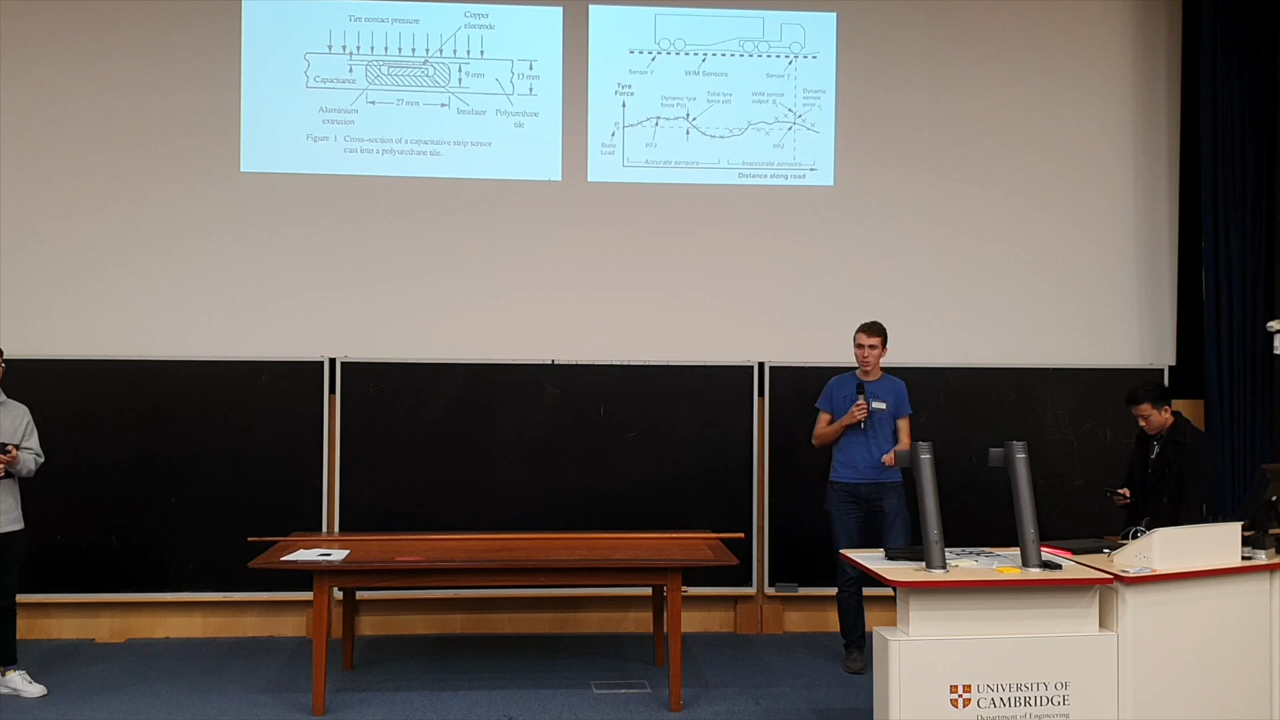 Tire contact pressure
Copper
electrode
Capacitance
9 mm
13 mm
27 mm
Aluminium
extrusion
Insulator
Polyurethane
tile
Figure 1 Cross-section of a capacitative strip sensor
cast into a polyurethane tile.
Sensor 1
WIM Sensors
Sensor
Tyre
Force
Dynamic tyre
force P(t)
Total tyre
force p(t)
WIM sensor
output
Dynamic
sensor
error
Static
Load
Accurate sensors
Inaccurate sensors
Distance along road
UNIVERSITY OF
CAMBRIDGE
Department of Engineering